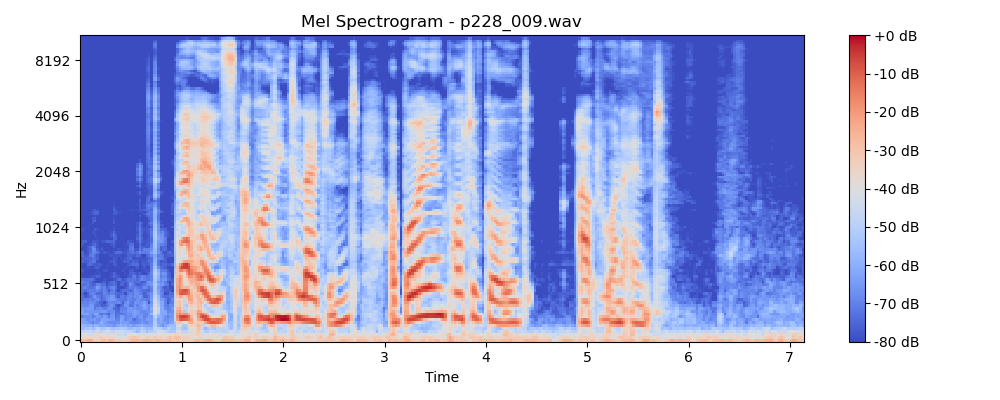 Mel Spectrogram - p228_009.wav
Hz
8192
4096
2048
1024
512
0
0 1 2 3 4 5 6 7
Time
+0 dB
-10 dB
-20 dB
-30 dB
-40 dB
-50 dB
-60 dB
-70 dB
-80 dB